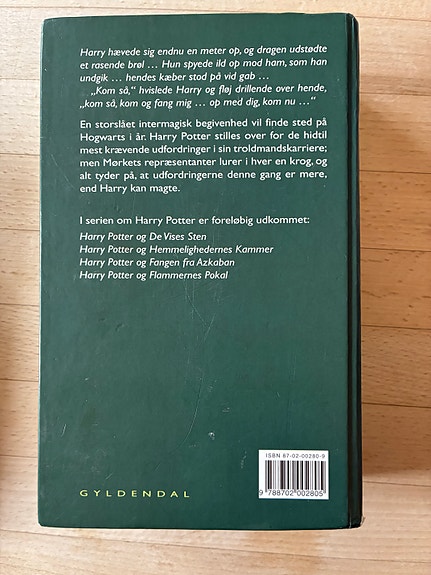 Harry hævede sig endnu en meter op, og dragen udstødte
et rasende brøl ... Hun spyede ild op mod ham, som han
undgik ... hendes kæber stod på vid gab ...
„Kom så,“ hvislede Harry og fløj drillende over hende,
„kom så, kom og fang mig ... op med dig, kom nu ...“
En storslået intermagisk begivenhed vil finde sted på
Hogwarts i år. Harry Potter stilles over for de hidtil
mest krævende udfordringer i sin troldmandskarriere;
men Mørkets repræsentanter lurer i hver en krog, og
alt tyder på, at udfordringerne denne gang er mere,
end Harry kan magte.
I serien om Harry Potter er foreløbig udkommet:
Harry Potter og De Vises Sten
Harry Potter og Hemmelighedernes Kammer
Harry Potter og Fangen fra Azkaban
Harry Potter og Flammernes Pokal
ISBN 87-02-00280-9
9 788702 002805
GYLDENDAL